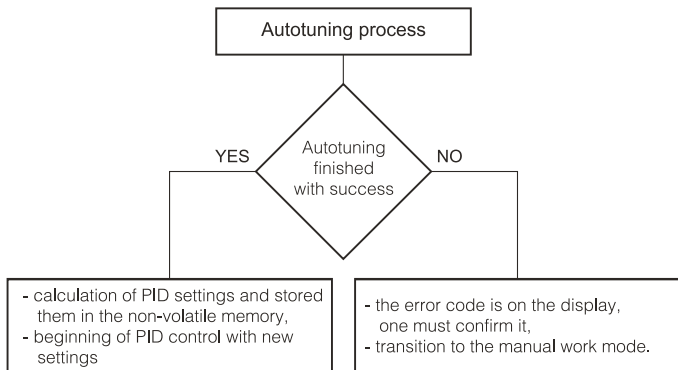 Autotuning process
YES
Autotuning
finished
with success
NO
- calculation of PID settings and stored
them in the non-volatile memory,
- beginning of PID control with new
settings
- the error code is on the display,
one must confirm it,
- transition to the manual work mode.